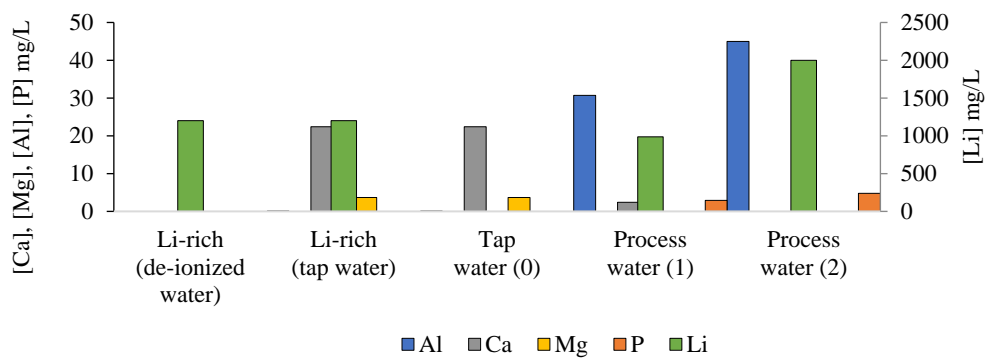 [Ca], [Mg], [Al], [P] mg/L
50
40
30
20
10
0
2500
2000
1500
1000
500
0
[Li] mg/L
Li-rich
(de-ionized
water)
Li-rich
(tap water)
Tap
water (0)
Process
water (1)
Process
water (2)
Al Ca Mg P Li